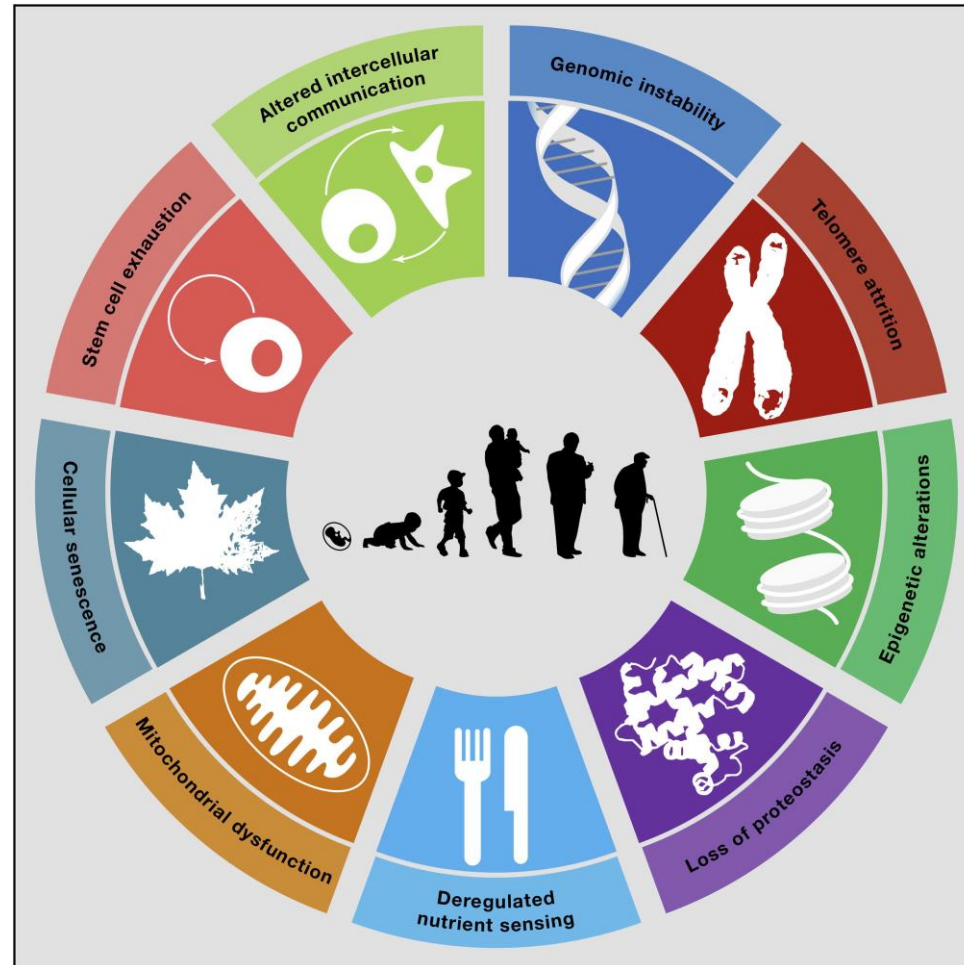 Genomic instability
Telomere attrition
Epigenetic alterations
Loss of proteostasis
Deregulated
nutrient sensing
Mitochondrial dysfunction
Cellular senescence
Stem cell exhaustion
Altered intercellular
communication